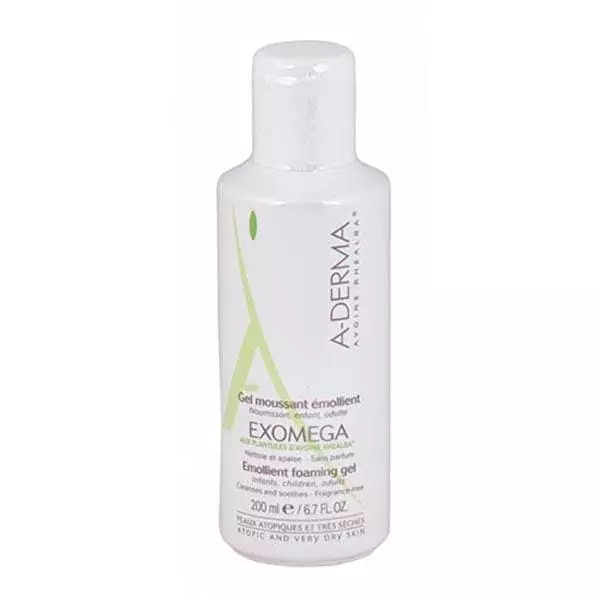 A-DERMA
AVOINE RHEALBA®
Gel moussant émollient
Nourrisson, enfant, adulte
EXOMEGA
AUX PLANTULES D'AVOINE RHEALBA®
Nettoie et apaise - Sans parfum
Emollient foaming gel
Infants, children, adults
Cleanses and soothes - Fragrance-free
200 ml e / 6.7 FL. OZ.
PEAUX ATOPIQUES ET TRÈS SÈCHES
ATOPIC AND VERY DRY SKIN